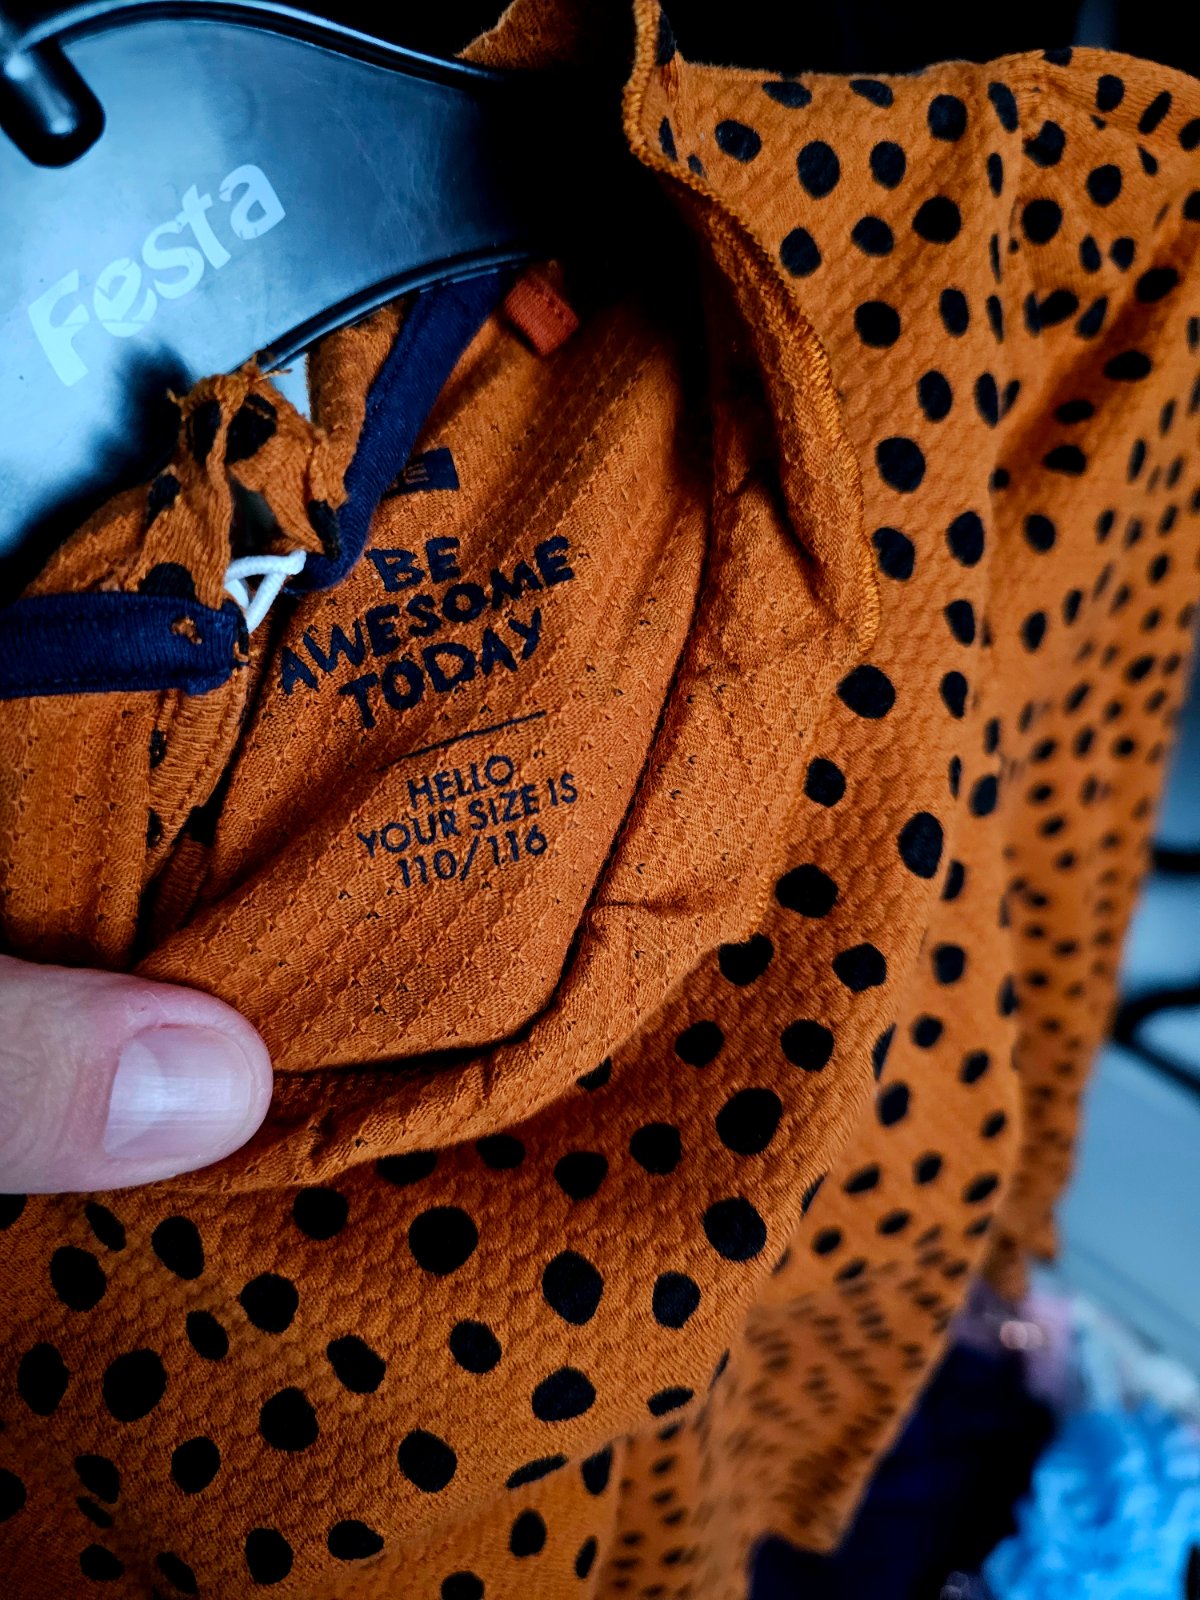 Festa
BE
AWESOME
TODAY
HELLO
YOUR SIZE IS
110/116